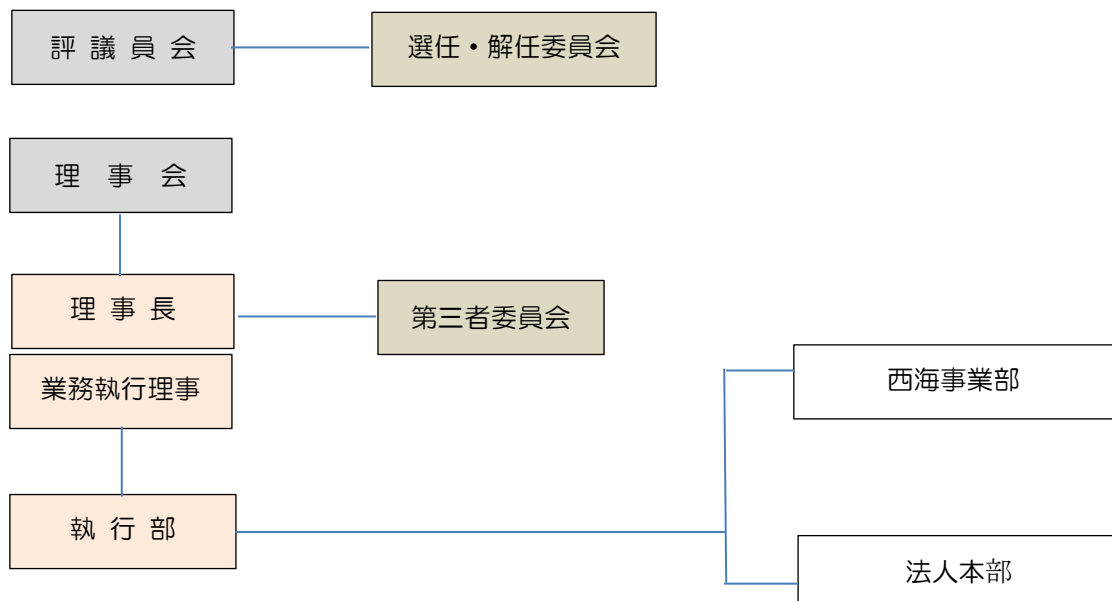 評 議 員 会
選任・解任委員会
理 事 会
理 事 長
第三者委員会
業務執行理事
西海事業部
執 行 部
法人本部